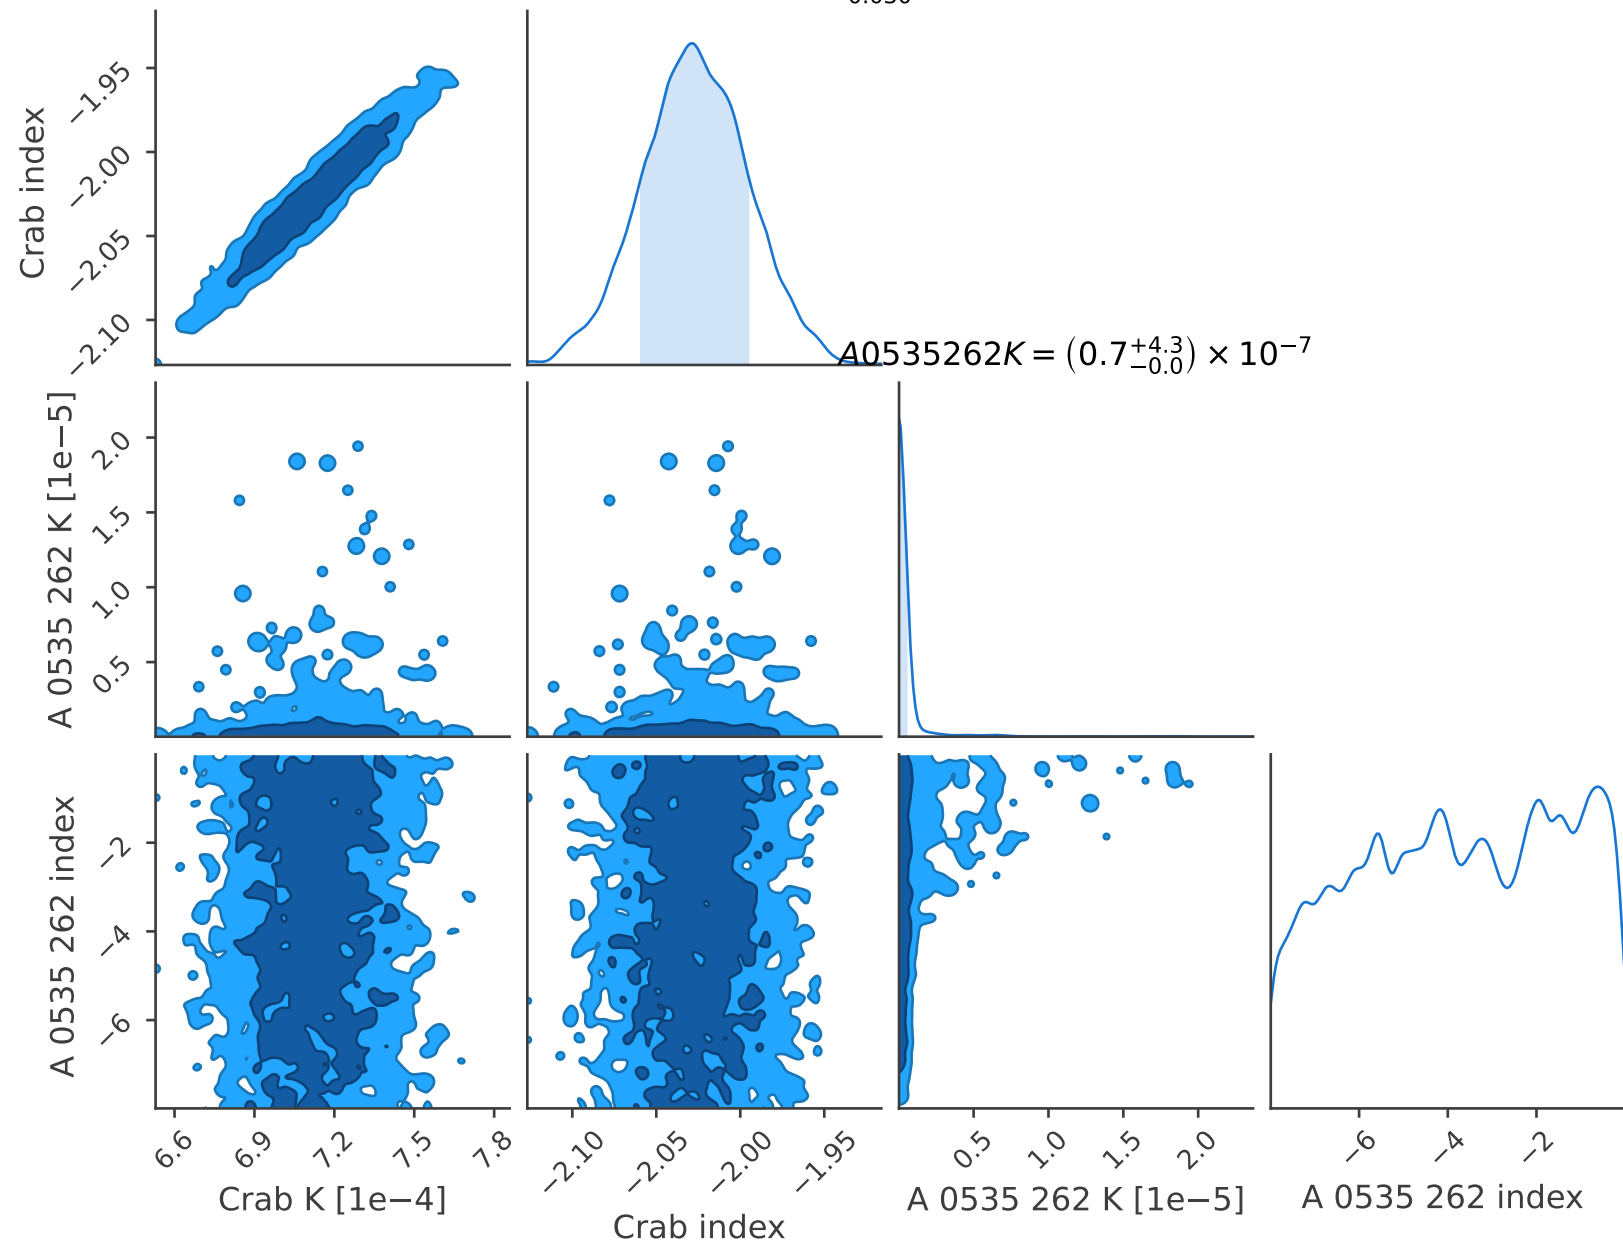 Crab index
−1.95
−2.00
−2.05
−2.10
A0535262K = (0.7+4.3−0.0) × 10−7
A 0535 262 K [1e−5]
2.0
1.5
1.0
0.5
A 0535 262 index
−2
−4
−6
6.6 6.9 7.2 7.5 7.8
Crab K [1e−4]
−2.10 −2.05 −2.00 −1.95
Crab index
0.5 1.0 1.5 2.0
A 0535 262 K [1e−5]
−6 −4 −2
A 0535 262 index